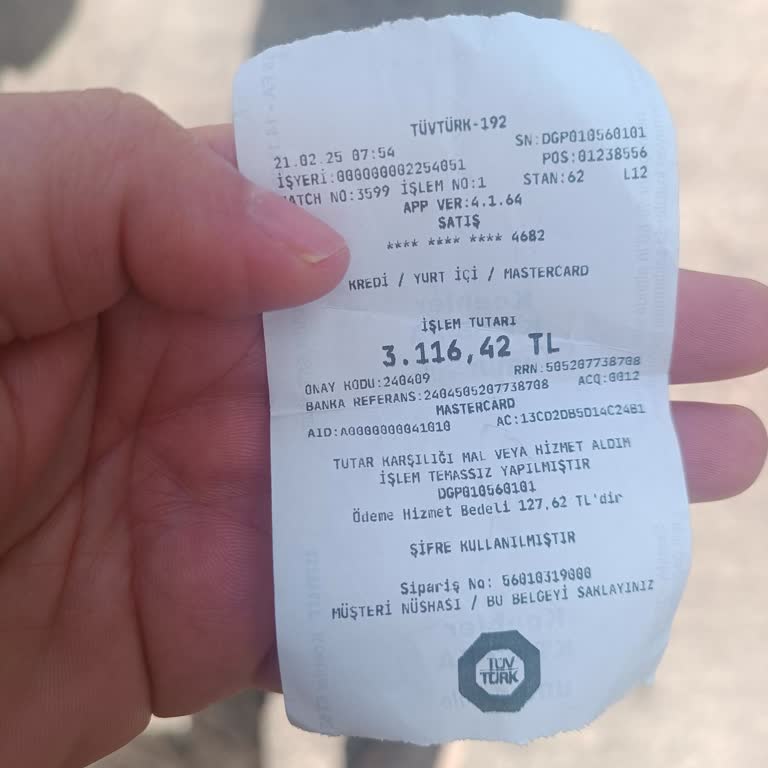 TÜVTÜRK-192
SN:DGP010560101
21.02.25 07:54
POS:01238556
İŞYERİ:000000002254051
STAN:62 L12
ATCH NO:3599 İŞLEM NO:1
APP VER:4.1.64
SATIŞ
**** **** **** 4682
KREDİ / YURT İÇİ / MASTERCARD
İŞLEM TUTARI
3.116,42 TL
ONAY KODU:240409 RRN:505207738708
BANKA REFERANS:2404505207738708 ACQ:0012
MASTERCARD
AID:A0000000041010 AC:13CD2DB5D14C24B1
TUTAR KARŞILIĞI MAL VEYA HİZMET ALDIM
İŞLEM TEMASSIZ YAPILMIŞTIR
DGP010560101
Ödeme Hizmet Bedeli 127,62 TL'dir
ŞİFRE KULLANILMIŞTIR
Sipariş No: 56010319000
MÜŞTERİ NÜSHASI / BU BELGEYİ SAKLAYINIZ
TÜV
TÜRK